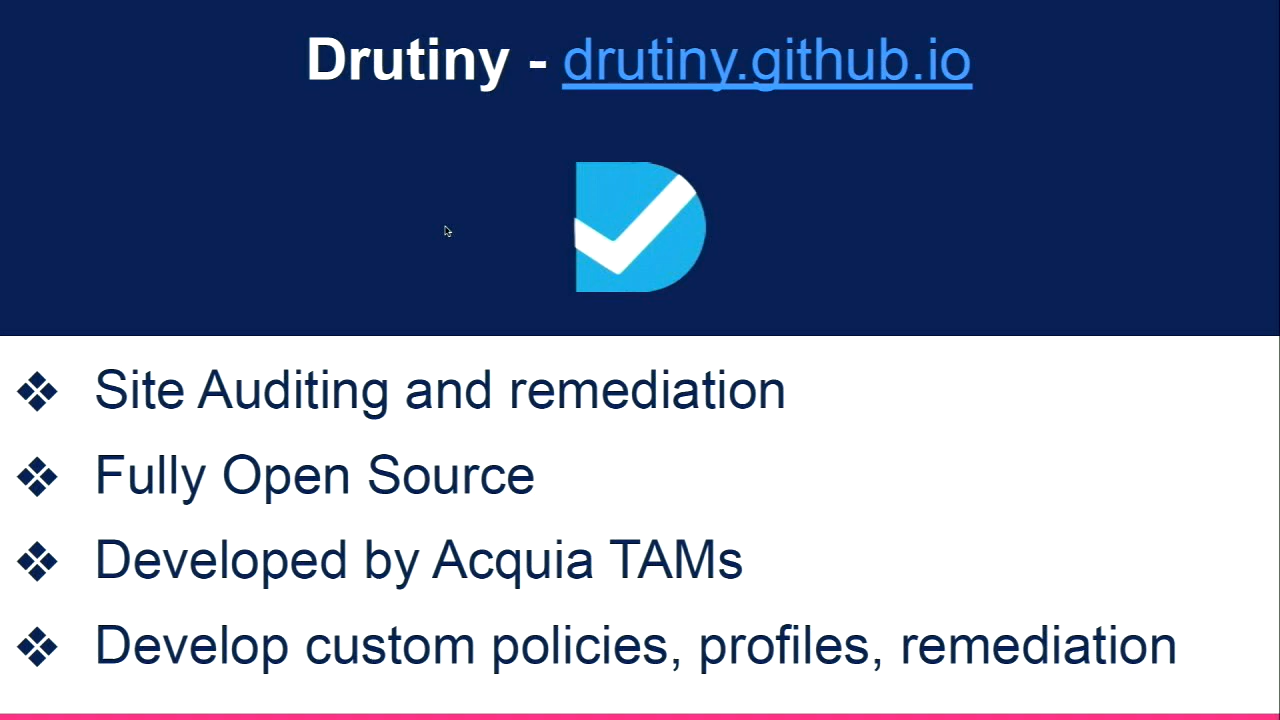 Drutiny - drutiny.github.io
❖ Site Auditing and remediation
❖ Fully Open Source
❖ Developed by Acquia TAMs
❖ Develop custom policies, profiles, remediation